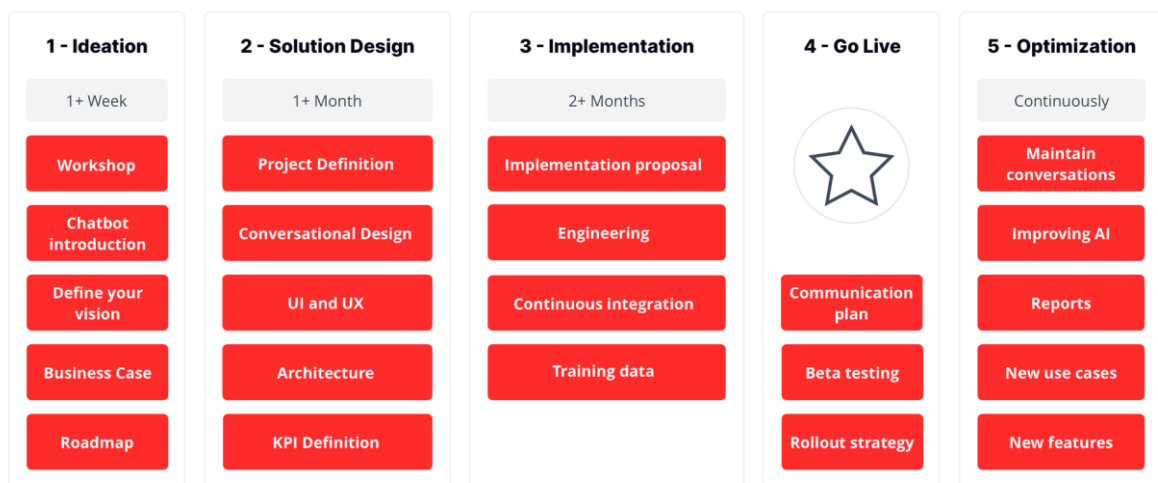 1 - Ideation
1+ Week
Workshop
Chatbot
introduction
Define your
vision
Business Case
Roadmap
2 - Solution Design
1+ Month
Project Definition
Conversational Design
UI and UX
Architecture
KPI Definition
3 - Implementation
2+ Months
Implementation proposal
Engineering
Continuous integration
Training data
4 - Go Live
Communication
plan
Beta testing
Rollout strategy
5 - Optimization
Continuously
Maintain
conversations
Improving AI
Reports
New use cases
New features